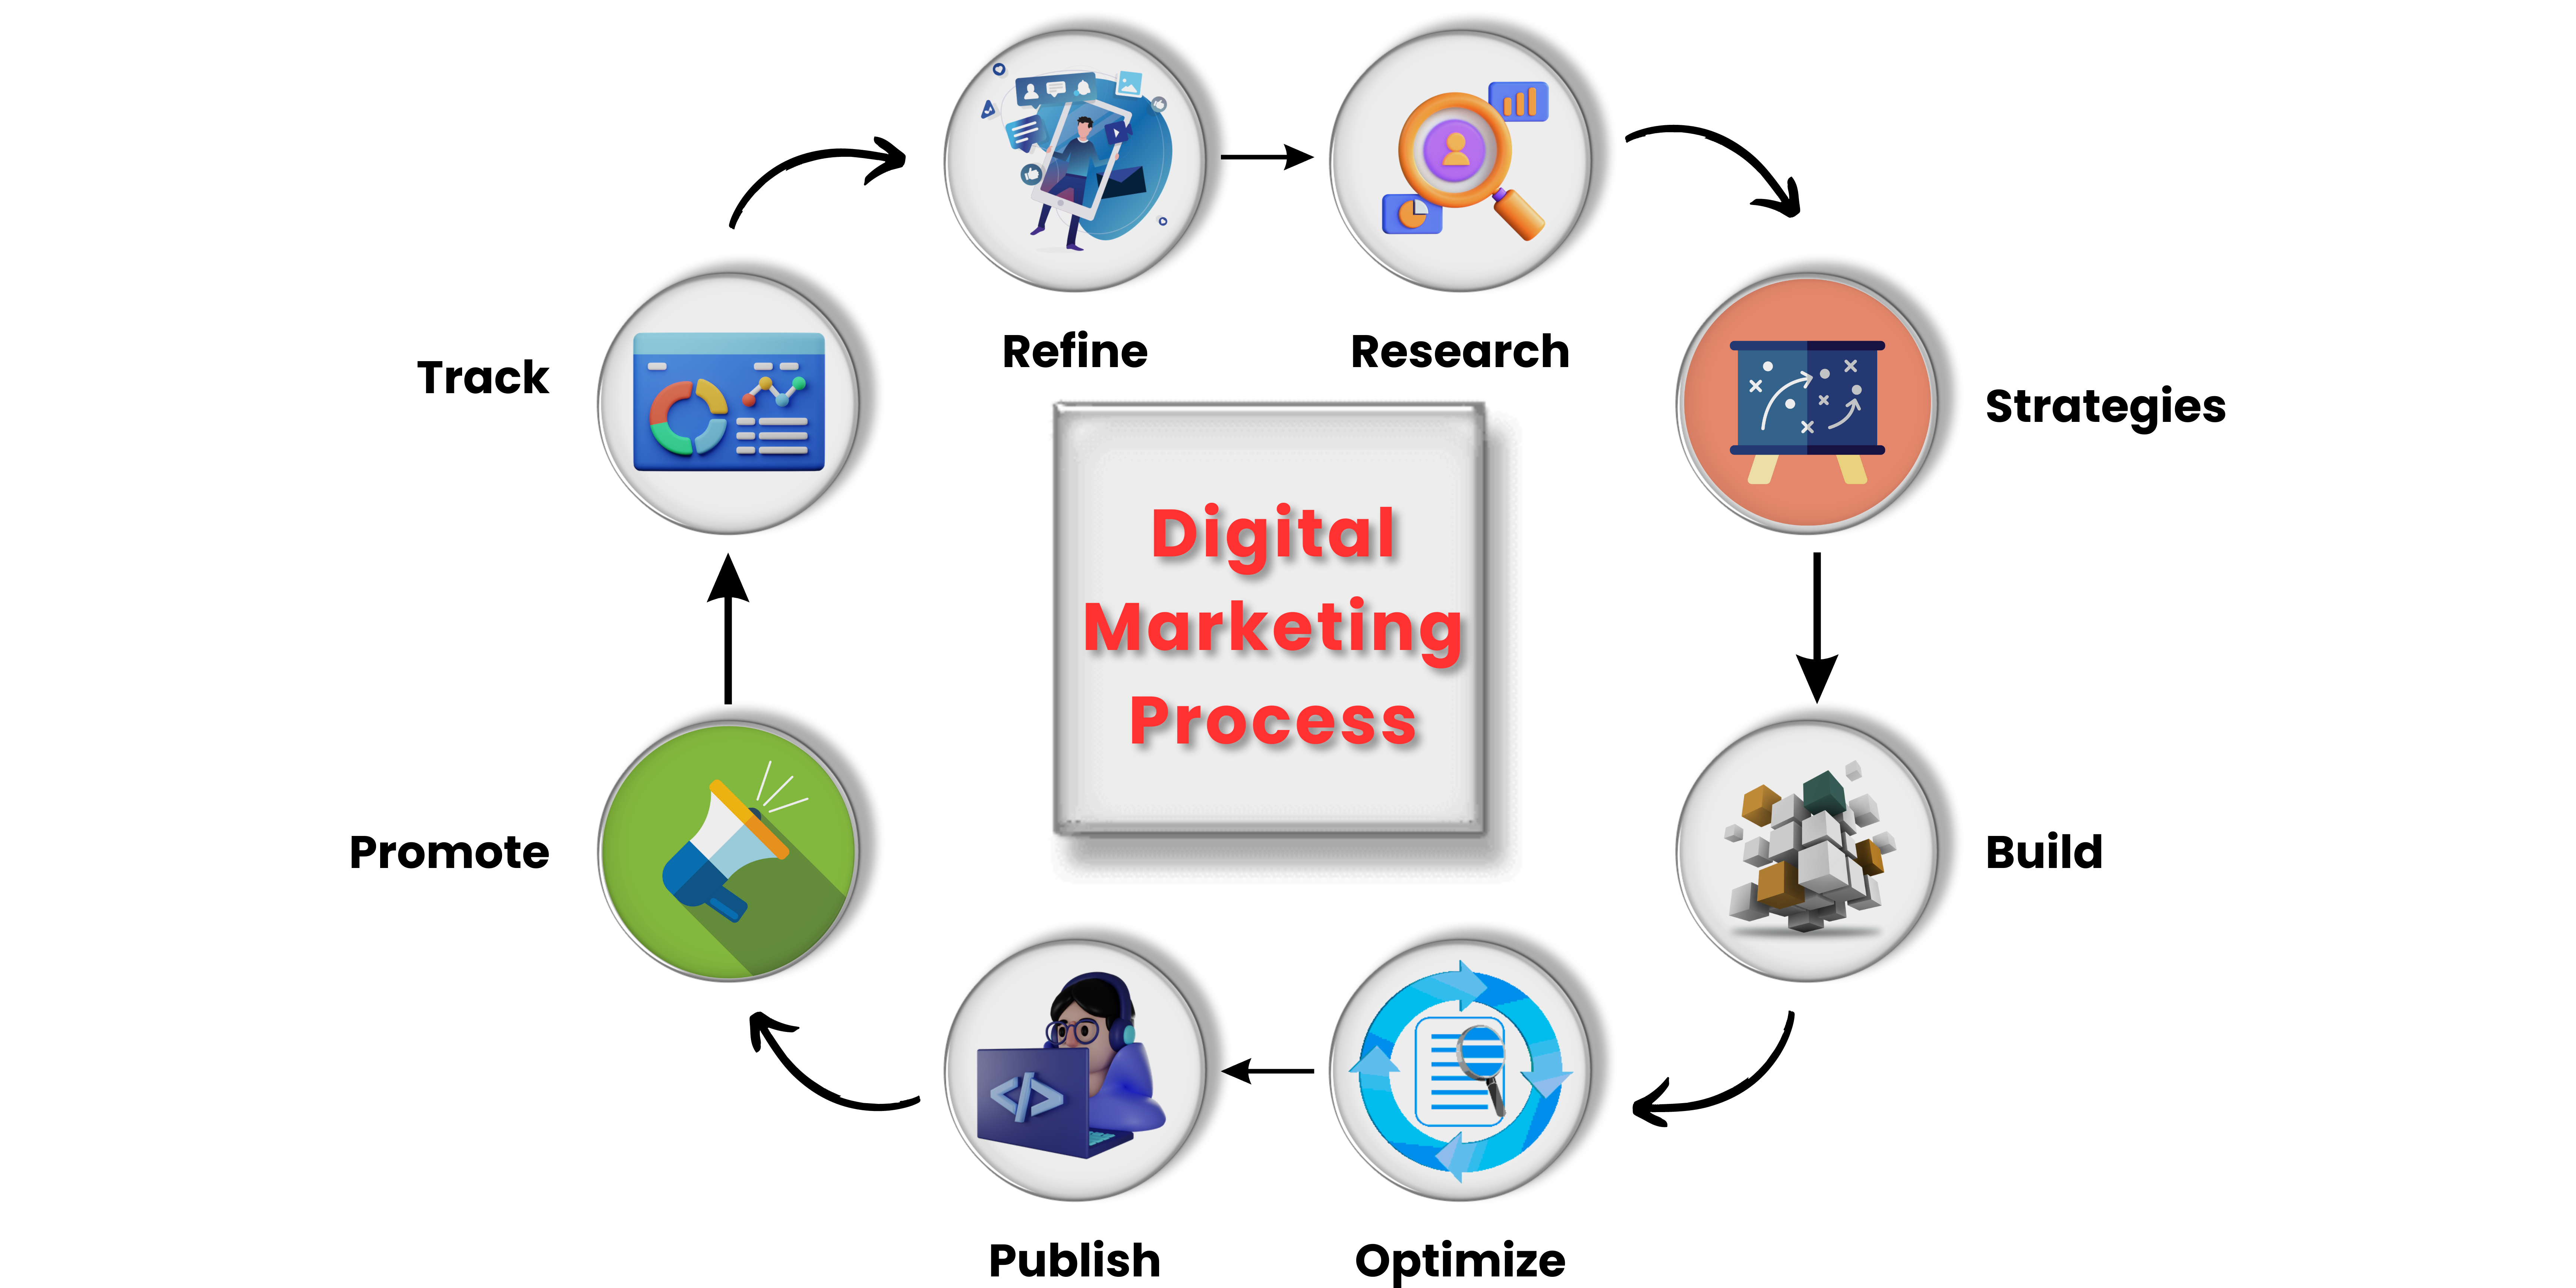 Refine
Research
Track
Strategies
Digital
Marketing
Process
Promote
Build
Publish
Optimize